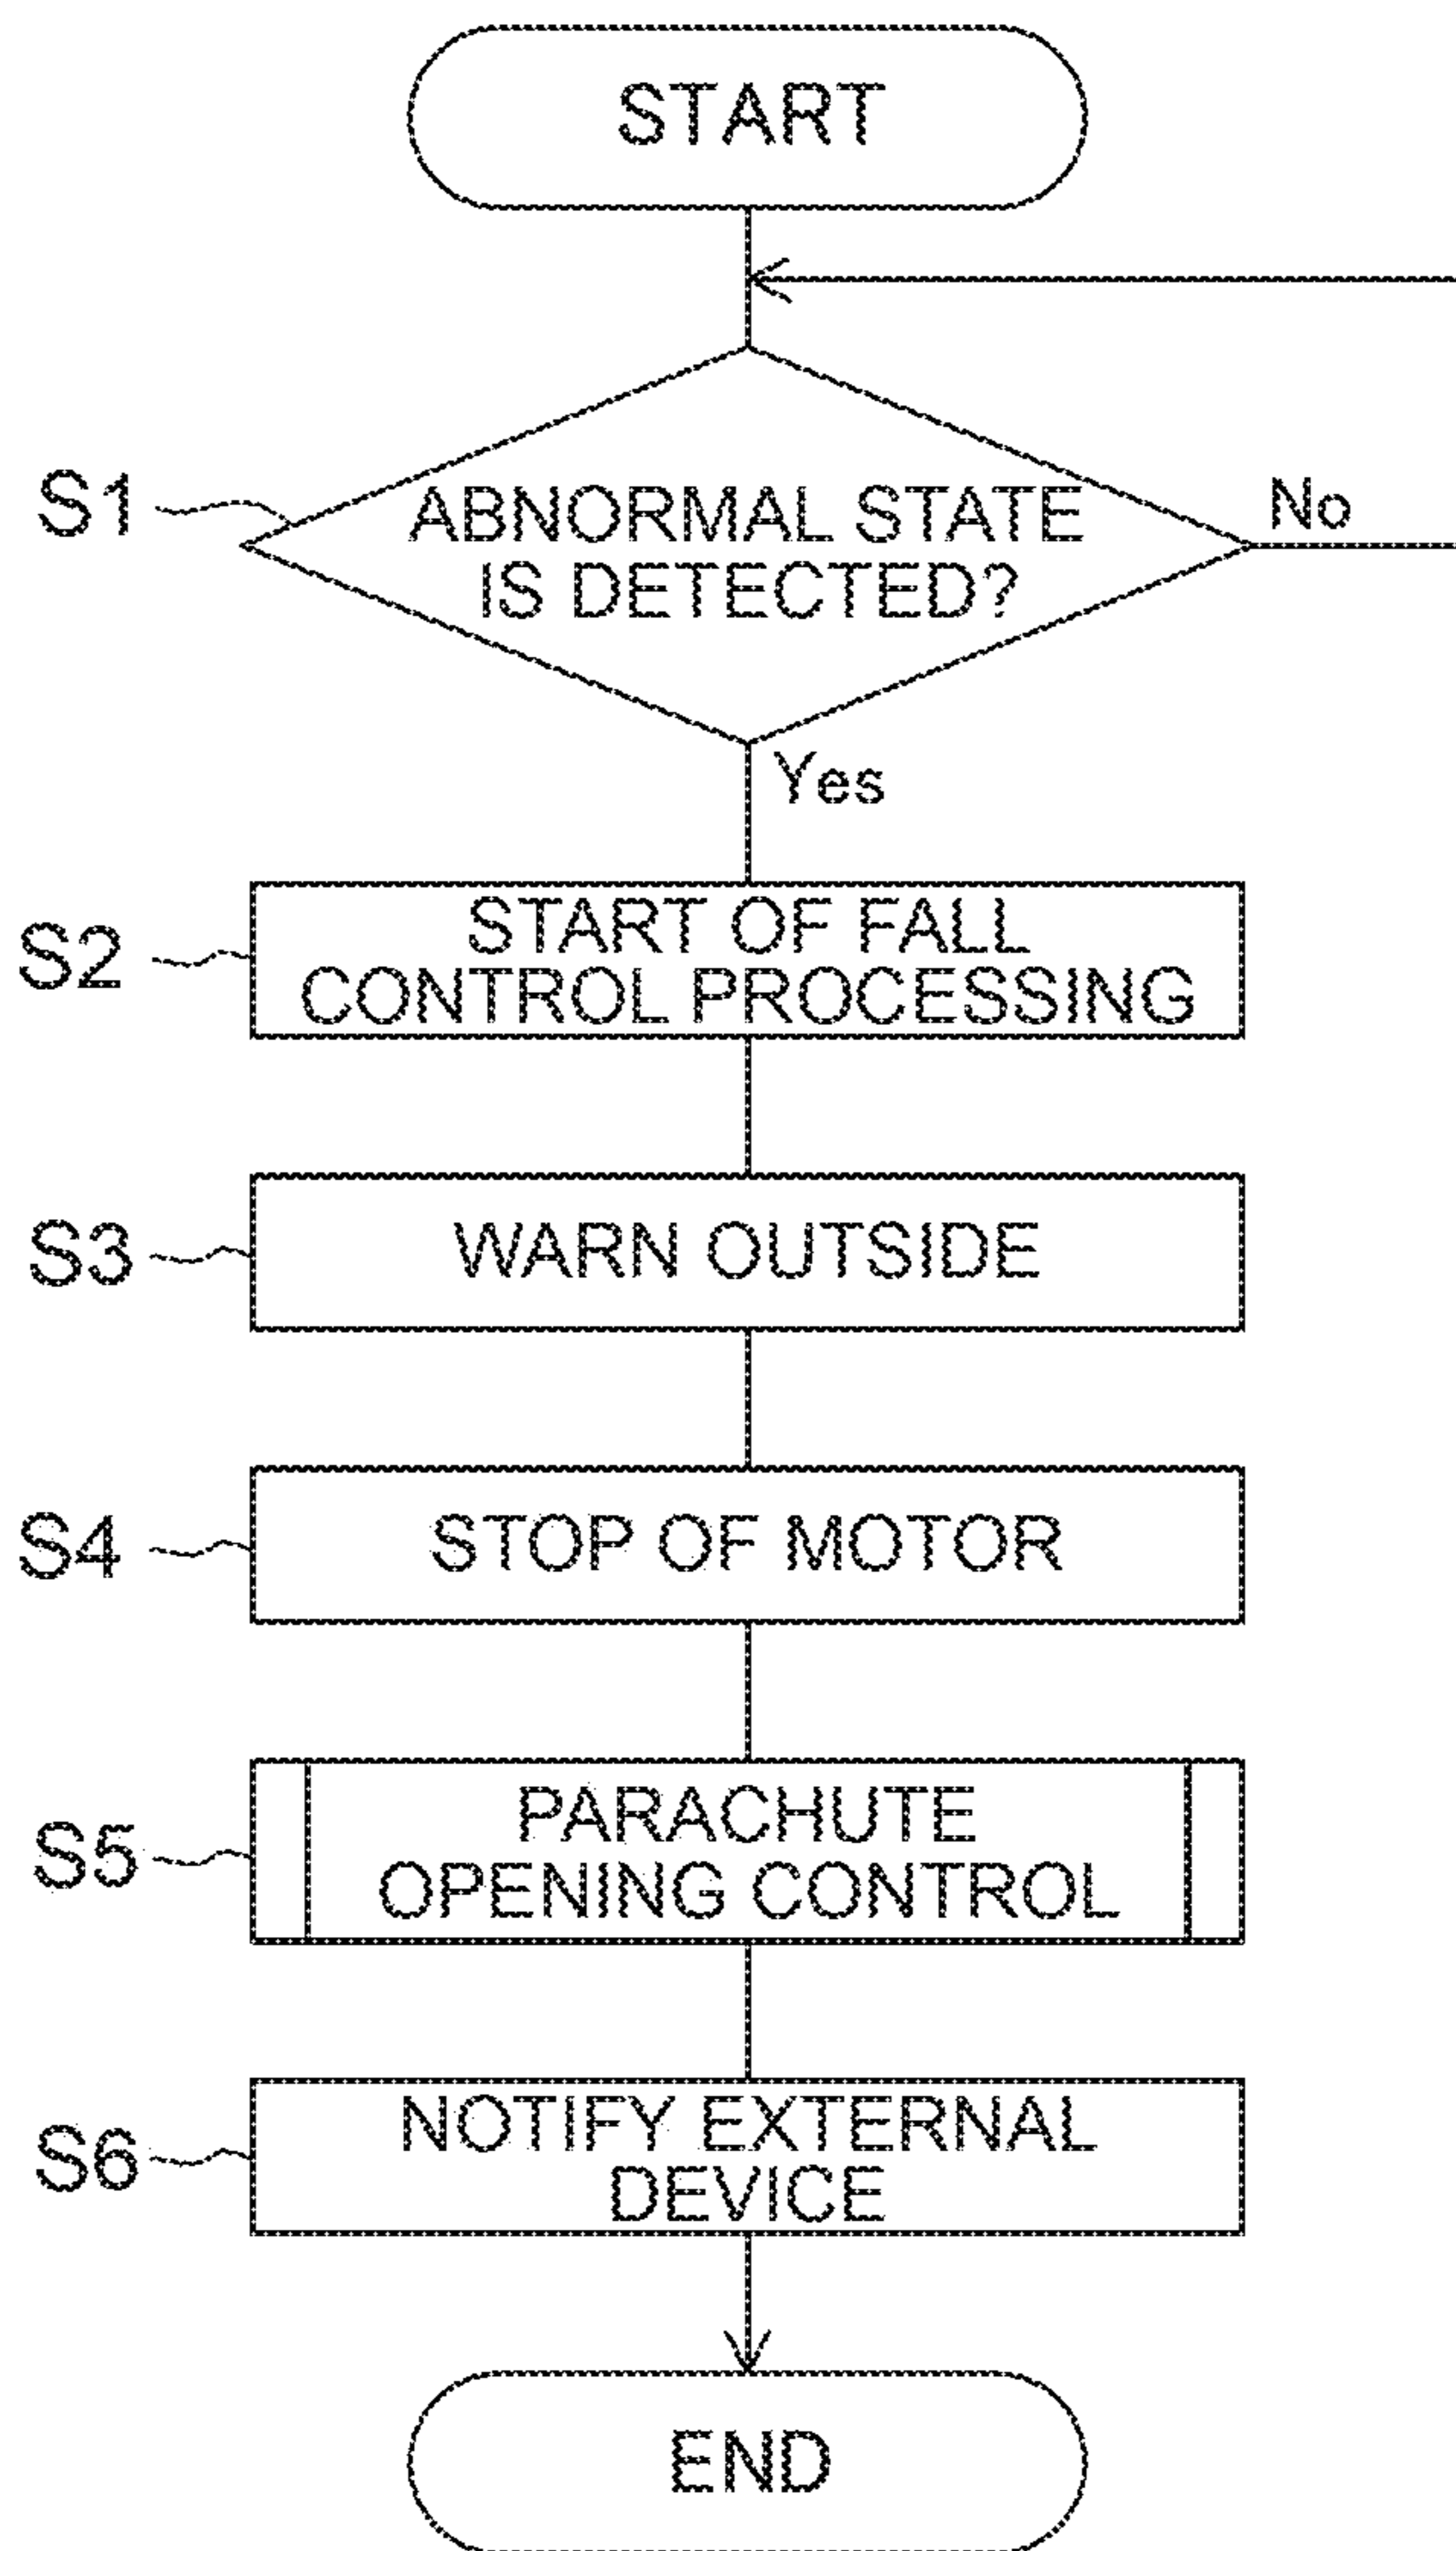 START
S1
ABNORMAL STATE
IS DETECTED?
No
Yes
S2
START OF FALL
CONTROL PROCESSING
S3
WARN OUTSIDE
S4
STOP OF MOTOR
S5
PARACHUTE
OPENING CONTROL
S6
NOTIFY EXTERNAL
DEVICE
END